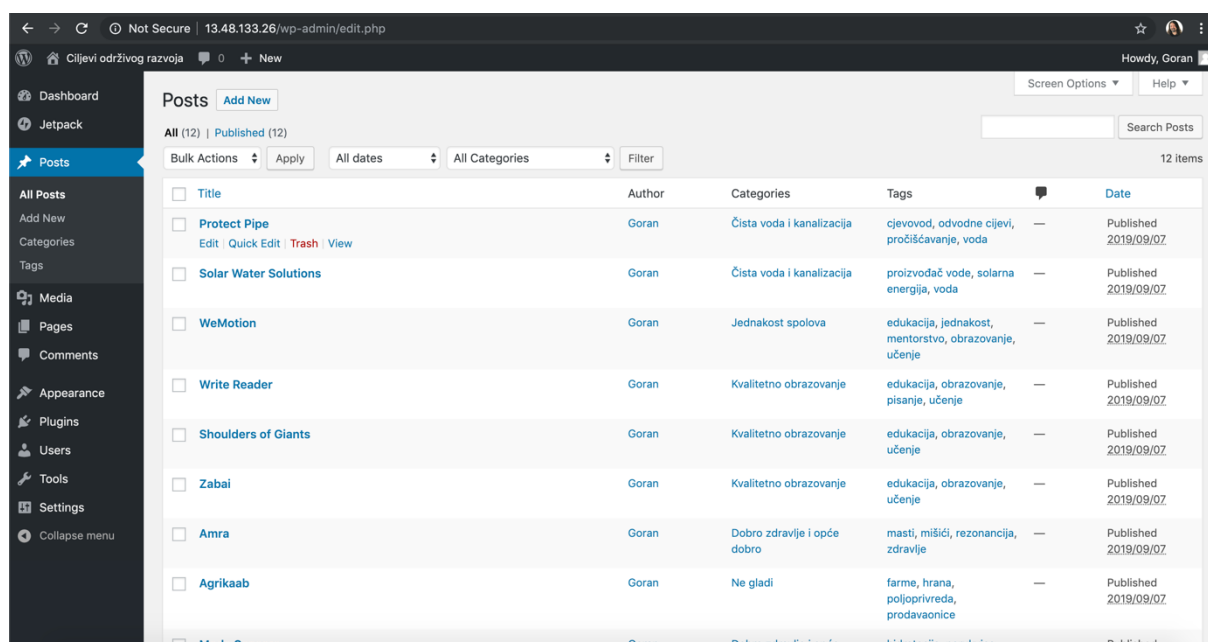 Not Secure | 13.48.133.26/wp-admin/edit.php
Ciljevi održivog razvoja 0 + New Howdy, Goran
Screen Options Help
Dashboard
Jetpack
Posts
All Posts
Add New
Categories
Tags
Media
Pages
Comments
Appearance
Plugins
Users
Tools
Settings
Collapse menu
Posts Add New
All (12) | Published (12)
Search Posts
Bulk Actions Apply All dates All Categories Filter 12 items
Title Author Categories Tags Date
Protect Pipe Goran Čista voda i kanalizacija cjevovod, odvodne cijevi, — Published
Edit | Quick Edit | Trash | View pročišćavanje, voda 2019/09/07
Solar Water Solutions Goran Čista voda i kanalizacija proizvođač vode, solarna — Published
energija, voda 2019/09/07
WeMotion Goran Jednakost spolova edukacija, jednakost, — Published
mentorstvo, obrazovanje, 2019/09/07
učenje
Write Reader Goran Kvalitetno obrazovanje edukacija, obrazovanje, — Published
pisanje, učenje 2019/09/07
Shoulders of Giants Goran Kvalitetno obrazovanje edukacija, obrazovanje, — Published
učenje 2019/09/07
Zabai Goran Kvalitetno obrazovanje edukacija, obrazovanje, — Published
učenje 2019/09/07
Amra Goran Dobro zdravlje i opće masti, mišići, rezonancija, — Published
dobro zdravlje 2019/09/07
Agrikaab Goran Ne gladi farme, hrana, — Published
poljoprivreda, 2019/09/07
prodavaonice